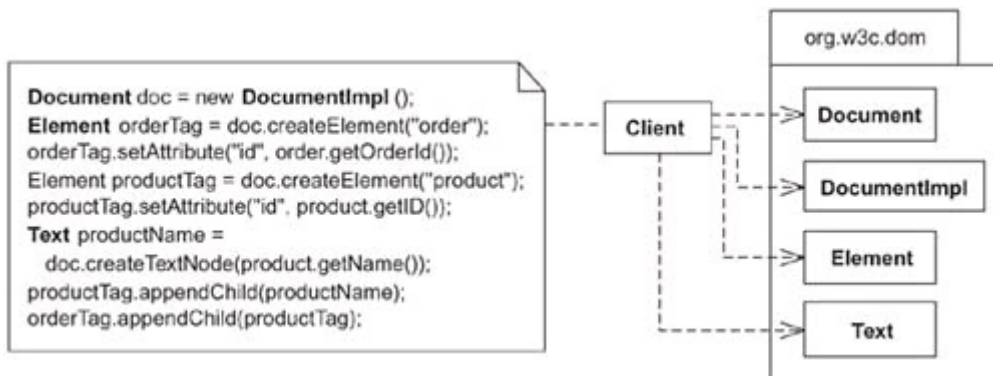 Document doc = new DocumentImpl ();
Element orderTag = doc.createElement("order");
orderTag.setAttribute("id", order.getOrderId());
Element productTag = doc.createElement("product");
productTag.setAttribute("id", product.getID());
Text productName =
doc.createTextNode(product.getName());
productTag.appendChild(productName);
orderTag.appendChild(productTag);
Client
org.w3c.dom
Document
DocumentImpl
Element
Text